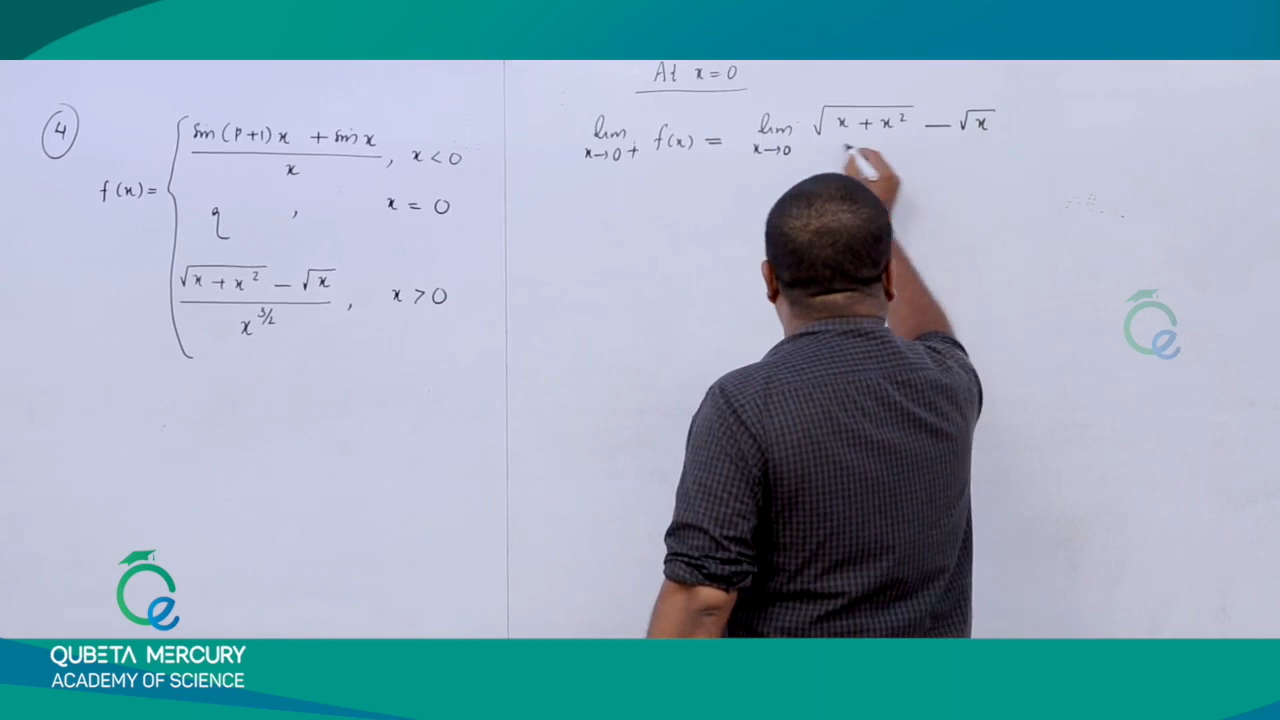 4
f(x) =
sin(p+1)x + sin x / x , x < 0
q , x = 0
√(x + x²) − √x / x^3/2 , x > 0
At x = 0
lim x→0+ f(x) = lim x→0 √(x + x²) − √x
QUBETA MERCURY
ACADEMY OF SCIENCE